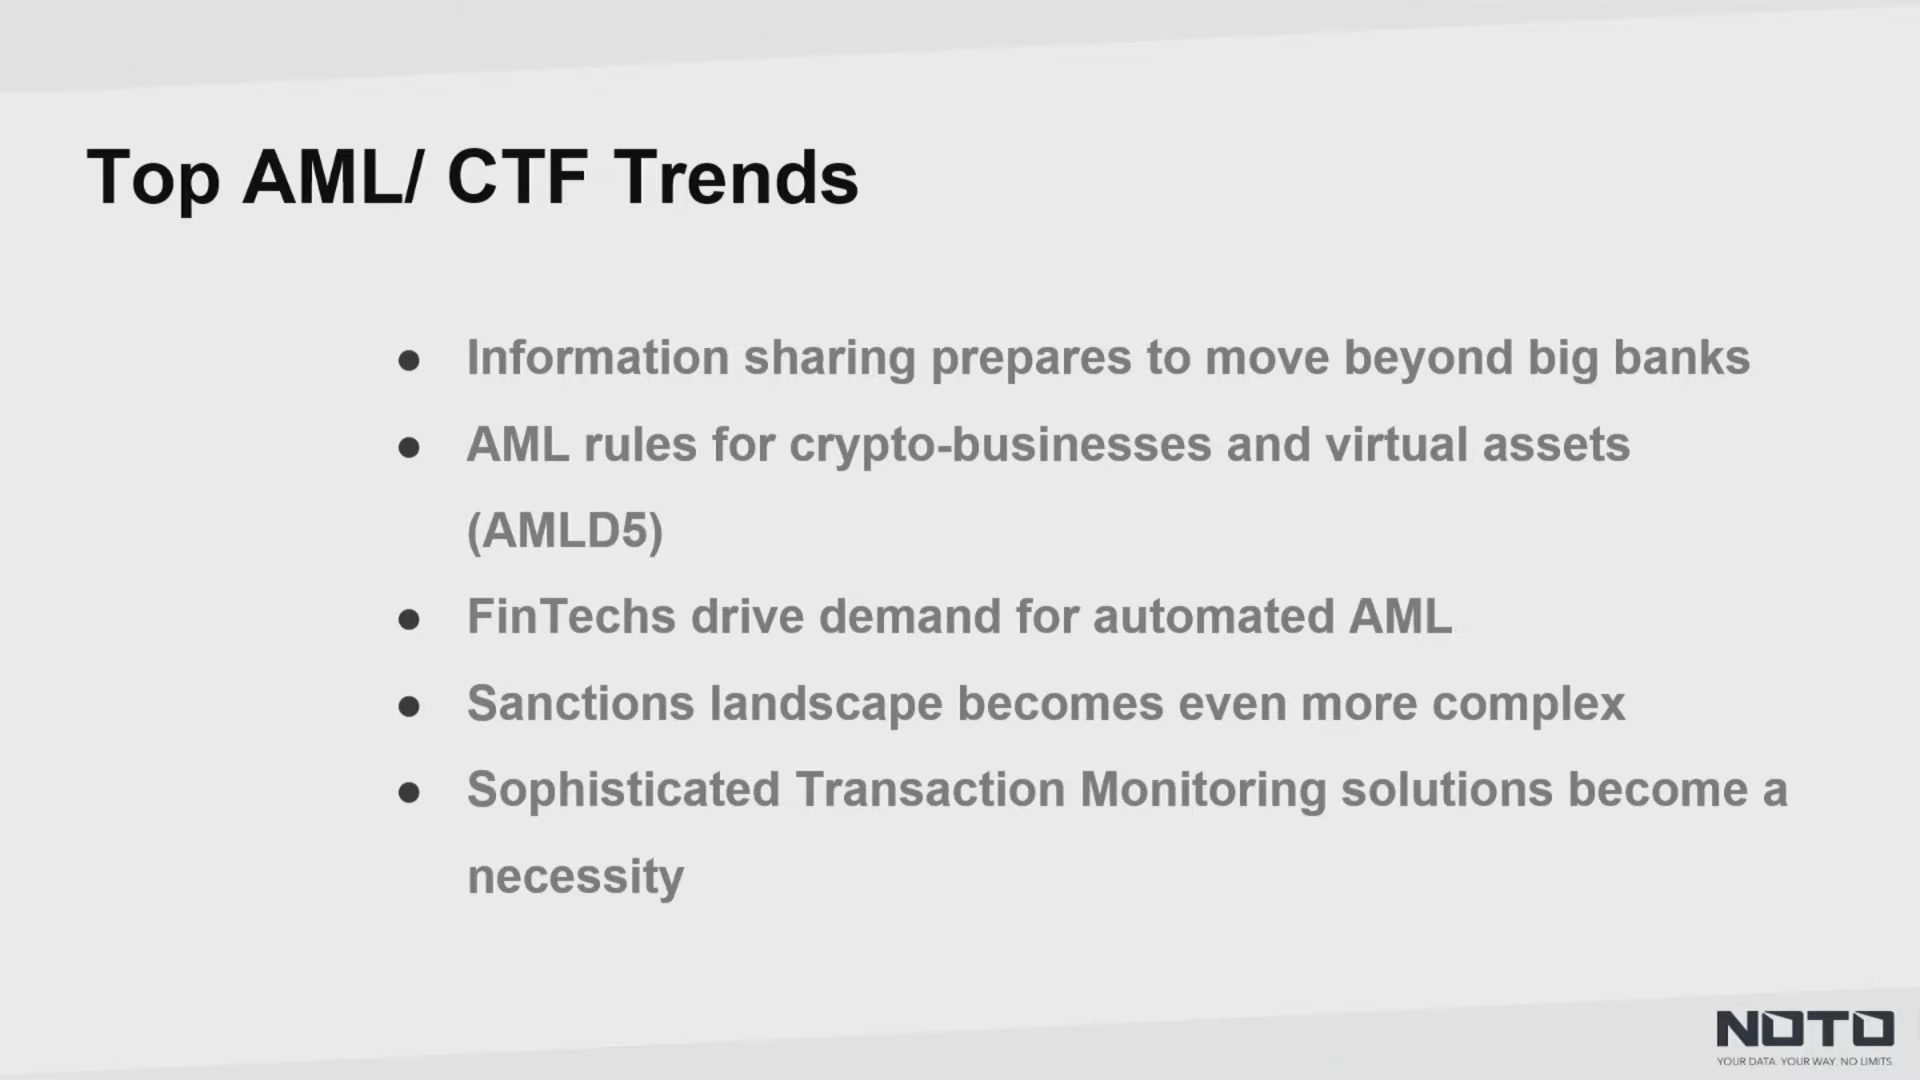 Top AML/ CTF Trends
● Information sharing prepares to move beyond big banks
● AML rules for crypto-businesses and virtual assets
(AMLD5)
● FinTechs drive demand for automated AML
● Sanctions landscape becomes even more complex
● Sophisticated Transaction Monitoring solutions become a
necessity
NOTO
YOUR DATA. YOUR WAY. NO LIMITS